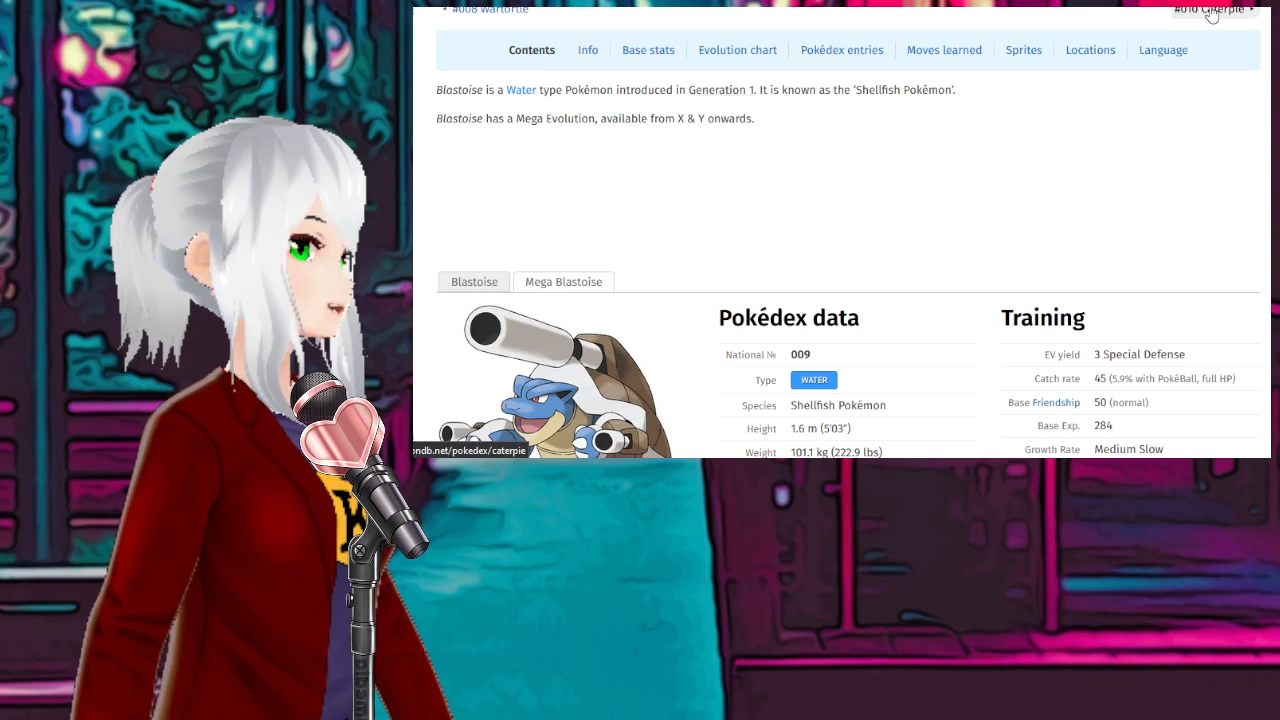 #008 Wartortle
#010 Caterpie
Contents Info Base stats Evolution chart Pokédex entries Moves learned Sprites Locations Language
Blastoise is a Water type Pokémon introduced in Generation 1. It is known as the ‘Shellfish Pokémon’.
Blastoise has a Mega Evolution, available from X & Y onwards.
Blastoise Mega Blastoise
Pokédex data
National № 009
Type WATER
Species Shellfish Pokémon
Height 1.6 m (5′03″)
Weight 101.1 kg (222.9 lbs)
Training
EV yield 3 Special Defense
Catch rate 45 (5.9% with PokéBall, full HP)
Base Friendship 50 (normal)
Base Exp. 284
Growth Rate Medium Slow
ondb.net/pokedex/caterpie